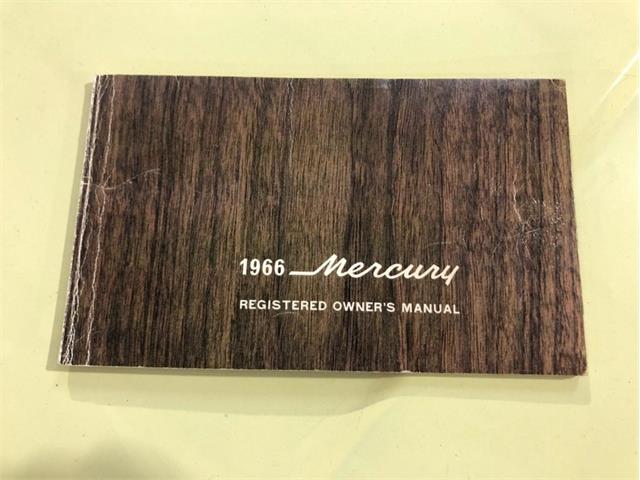 1966 Mercury
REGISTERED OWNER'S MANUAL